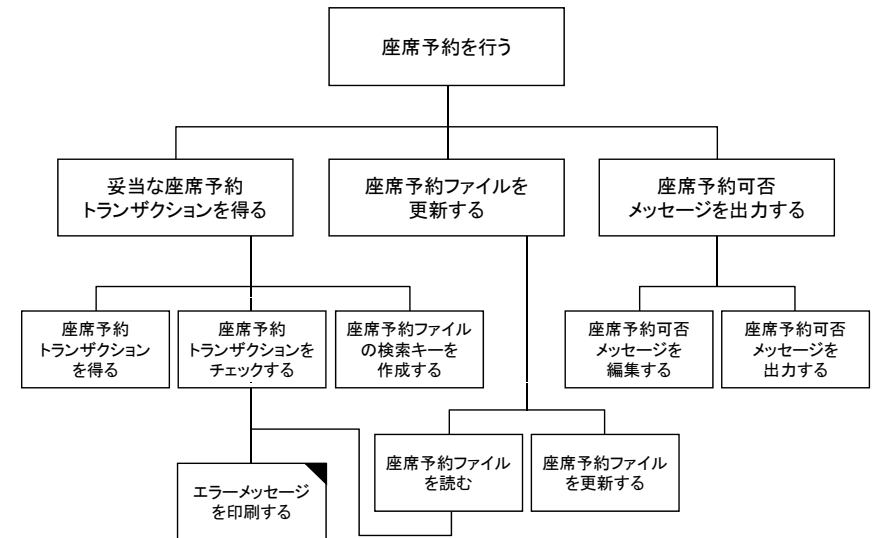 座席予約を行う
妥当な座席予約
トランザクションを得る
座席予約ファイルを
更新する
座席予約可否
メッセージを出力する
座席予約
トランザクション
を得る
座席予約
トランザクションを
チェックする
座席予約ファイル
の検索キーを
作成する
座席予約可否
メッセージを
編集する
座席予約可否
メッセージを
出力する
エラーメッセージ
を印刷する
座席予約ファイル
を読む
座席予約ファイル
を更新する